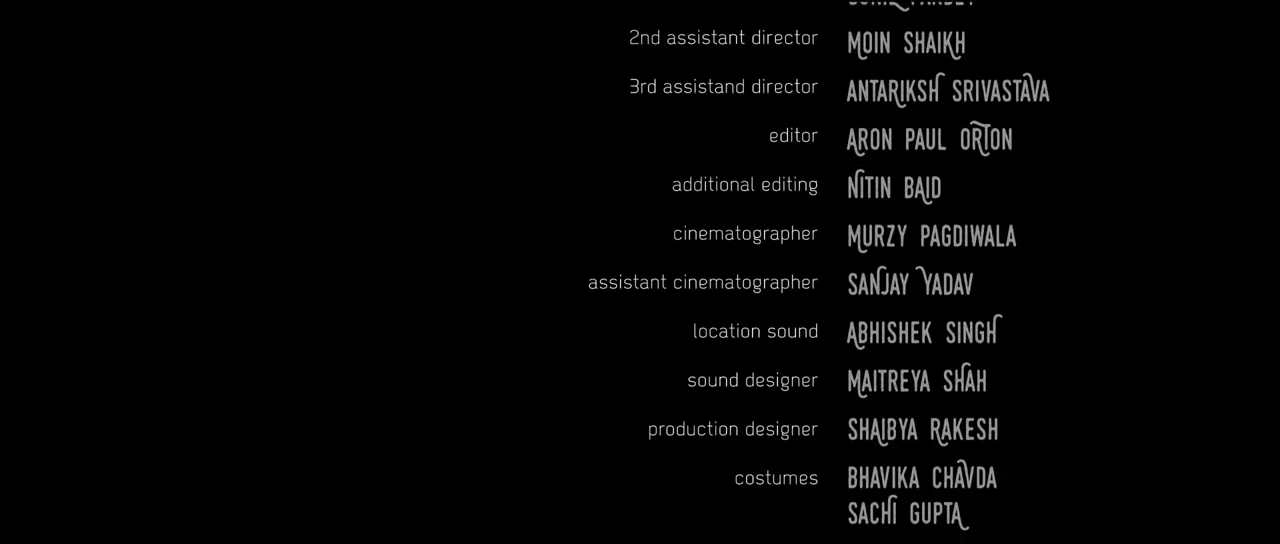 2nd assistant director MOIN SHAIKH
3rd assistand director ANTARIKSH SRIVASTAVA
editor ARON PAUL ORTON
additional editing NITIN BAID
cinematographer MURZY PAGDIWALA
assistant cinematographer SANJAY YADAV
location sound ABHISHEK SINGH
sound designer MAITREYA SHAH
production designer SHAIBYA RAKESH
costumes BHAVIKA CHAVDA
SACHI GUPTA